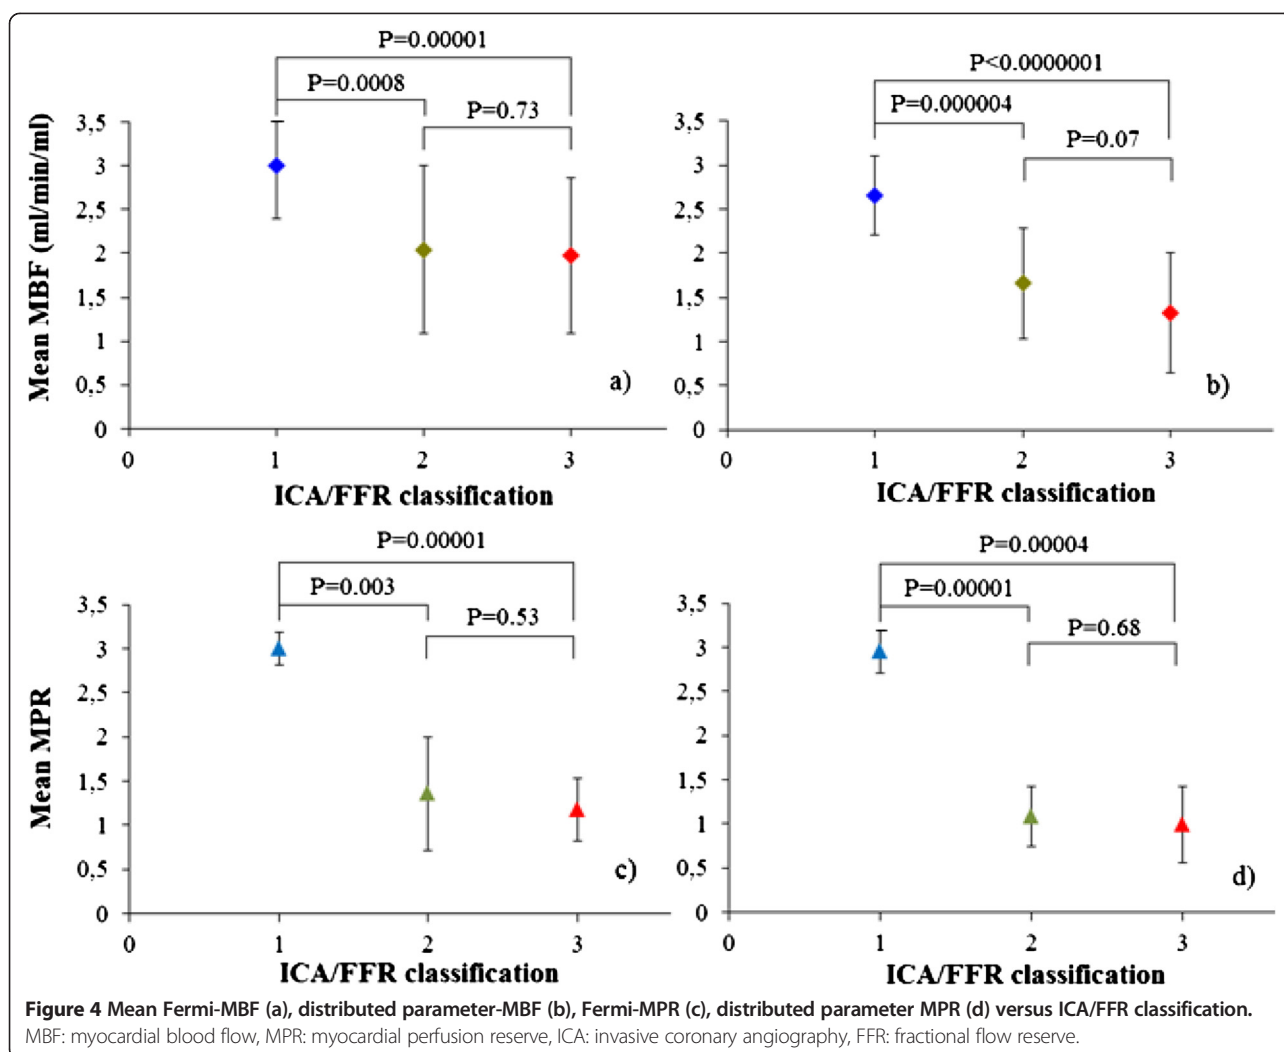 P=0.00001
P=0.0008
P=0.73
3,5
3
2,5
2
1,5
1
0,5
0
0
1
2
3
Mean MBF (ml/min/ml)
a)
ICA/FFR classification
P<0.0000001
P=0.000004
P=0.07
3,5
3
2,5
2
1,5
1
0,5
0
0
1
2
3
b)
ICA/FFR classification
P=0.00001
P=0.003
P=0.53
3,5
3
2,5
2
1,5
1
0,5
0
0
1
2
3
Mean MPR
c)
ICA/FFR classification
P=0.00004
P=0.00001
P=0.68
3,5
3
2,5
2
1,5
1
0,5
0
0
1
2
3
d)
ICA/FFR classification
Figure 4 Mean Fermi-MBF (a), distributed parameter-MBF (b), Fermi-MPR (c), distributed parameter MPR (d) versus ICA/FFR classification.
MBF: myocardial blood flow, MPR: myocardial perfusion reserve, ICA: invasive coronary angiography, FFR: fractional flow reserve.